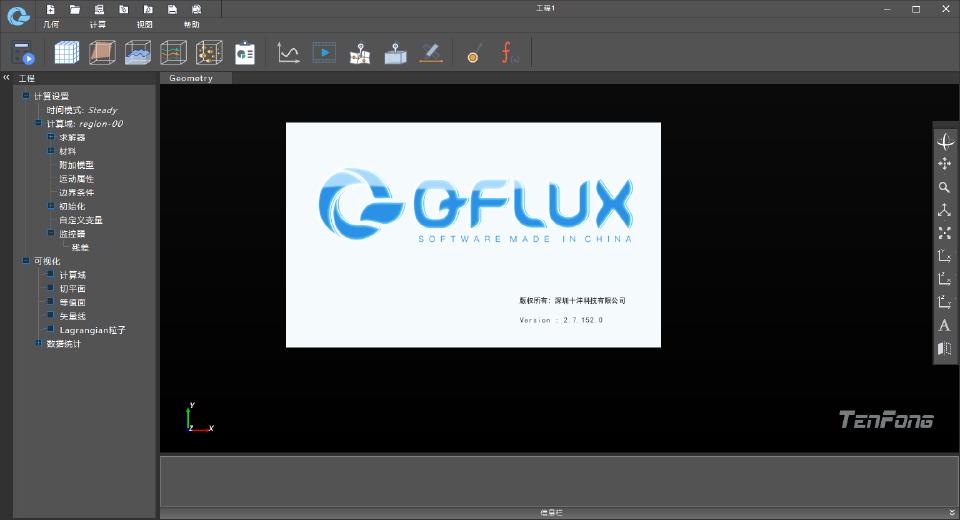 工程1
几何 计算 视图 帮助
工程
Geometry
计算设置
时间模式: Steady
计算域: region-00
求解器
材料
附加模型
运动属性
边界条件
初始化
自定义变量
监控器
残差
可视化
计算域
切平面
等值面
矢量线
Lagrangian粒子
数据统计
QFLUX
SOFTWARE MADE IN CHINA
版权所有: 深圳十沣科技有限公司
Version : 2.7.152.0
Y
Z X
A
TENFONG
信息栏